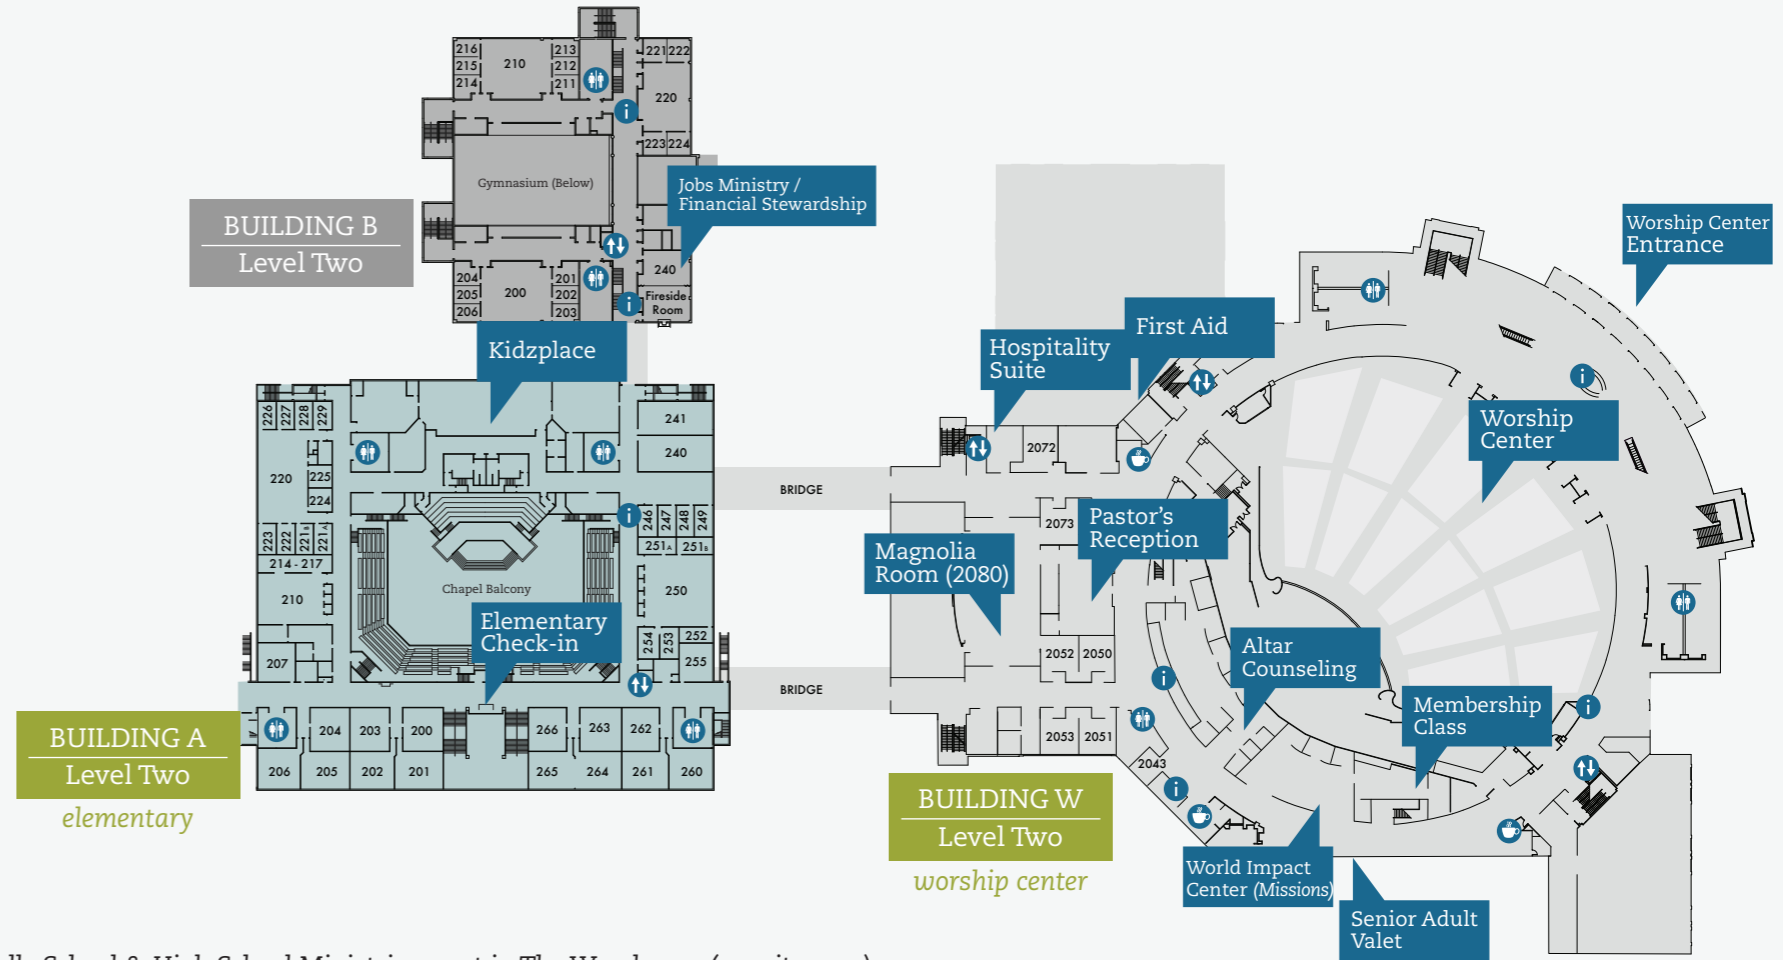 216
215
214
210
213
212
211
221 222
220
223 224
Gymnasium (Below)
Jobs Ministry /
Financial Stewardship
BUILDING B
Level Two
204
205
206
200
201
202
203
240
Fireside
Room
Kidzplace
226
227
228
229
241
240
220
225
224
223
222
221B
221A
214 - 217
210
207
246
247
248
249
251A
251B
250
Chapel Balcony
Elementary
Check-in
254
253
252
255
BRIDGE
BRIDGE
204
203
200
266
263
262
206
205
202
201
265
264
261
260
BUILDING A
Level Two
elementary
Worship Center
Entrance
First Aid
Hospitality
Suite
2072
Worship
Center
2073
Pastor's
Reception
Magnolia
Room (2080)
2052
2050
Altar
Counseling
2053
2051
2043
Membership
Class
BUILDING W
Level Two
worship center
World Impact
Center (Missions)
Senior Adult
Valet